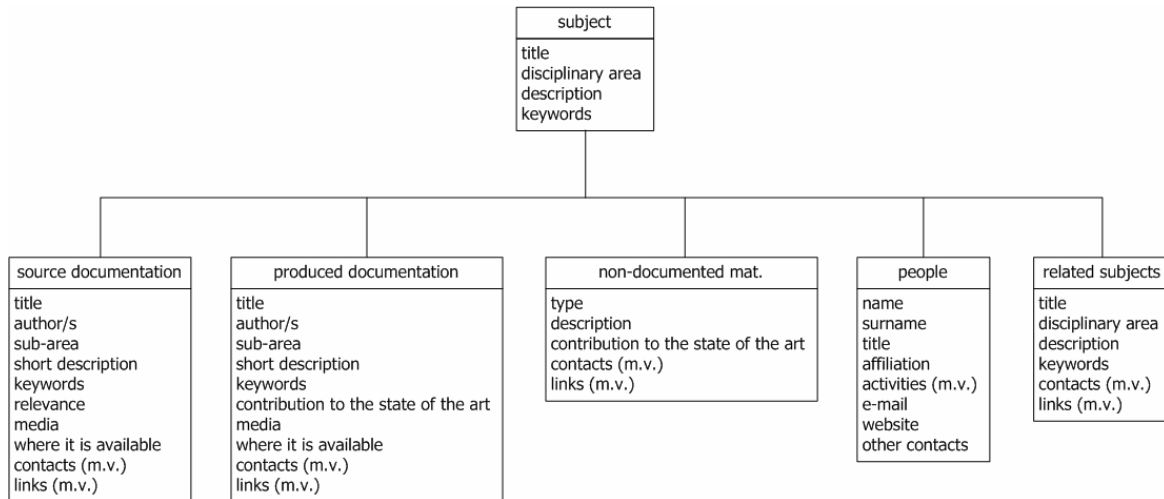 subject
title
disciplinary area
description
keywords
source documentation
title
author/s
sub-area
short description
keywords
relevance
media
where it is available
contacts (m.v.)
links (m.v.)
produced documentation
title
author/s
sub-area
short description
keywords
contribution to the state of the art
media
where it is available
contacts (m.v.)
links (m.v.)
non-documented mat.
type
description
contribution to the state of the art
contacts (m.v.)
links (m.v.)
people
name
surname
title
affiliation
activities (m.v.)
e-mail
website
other contacts
related subjects
title
disciplinary area
description
keywords
contacts (m.v.)
links (m.v.)